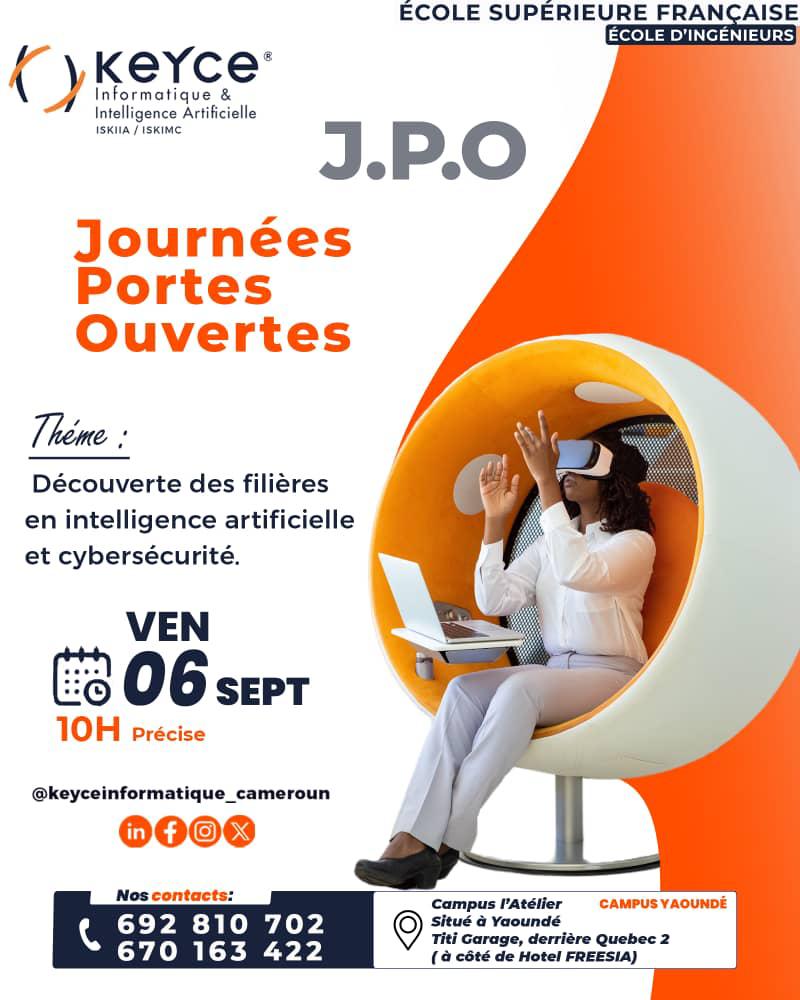 ÉCOLE SUPÉRIEURE FRANÇAISE
ÉCOLE D'INGÉNIEURS
KEYCE®
Informatique &
Intelligence Artificielle
ISKIIA / ISKIMC
J.P.O
Journées
Portes
Ouvertes
Théme :
Découverte des filières
en intelligence artificielle
et cybersécurité.
VEN
06 SEPT
10H Précise
@keyceinformatique_cameroun
in f X
Nos contacts:
692 810 702
670 163 422
Campus l'Atélier
CAMPUS YAOUNDÉ
Situé à Yaoundé
Titi Garage, derrière Quebec 2
( à côté de Hotel FREESIA)